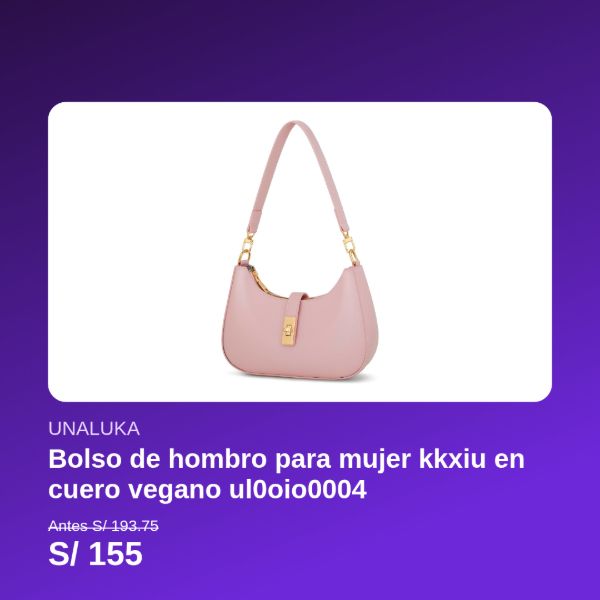 UNALUKA
Bolso de hombro para mujer kkxiu en
cuero vegano ul0oio0004
Antes S/ 193.75
S/ 155